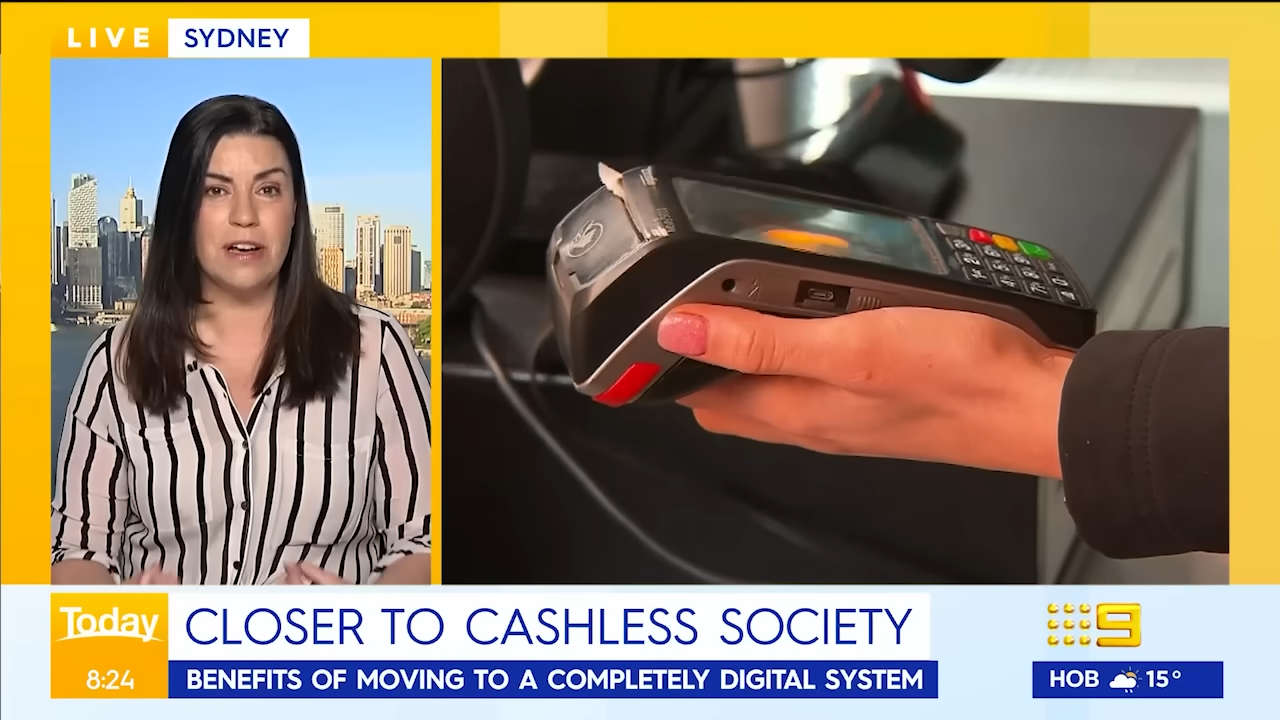 LIVE SYDNEY
Today
8:24
CLOSER TO CASHLESS SOCIETY
BENEFITS OF MOVING TO A COMPLETELY DIGITAL SYSTEM
9
HOB 15°